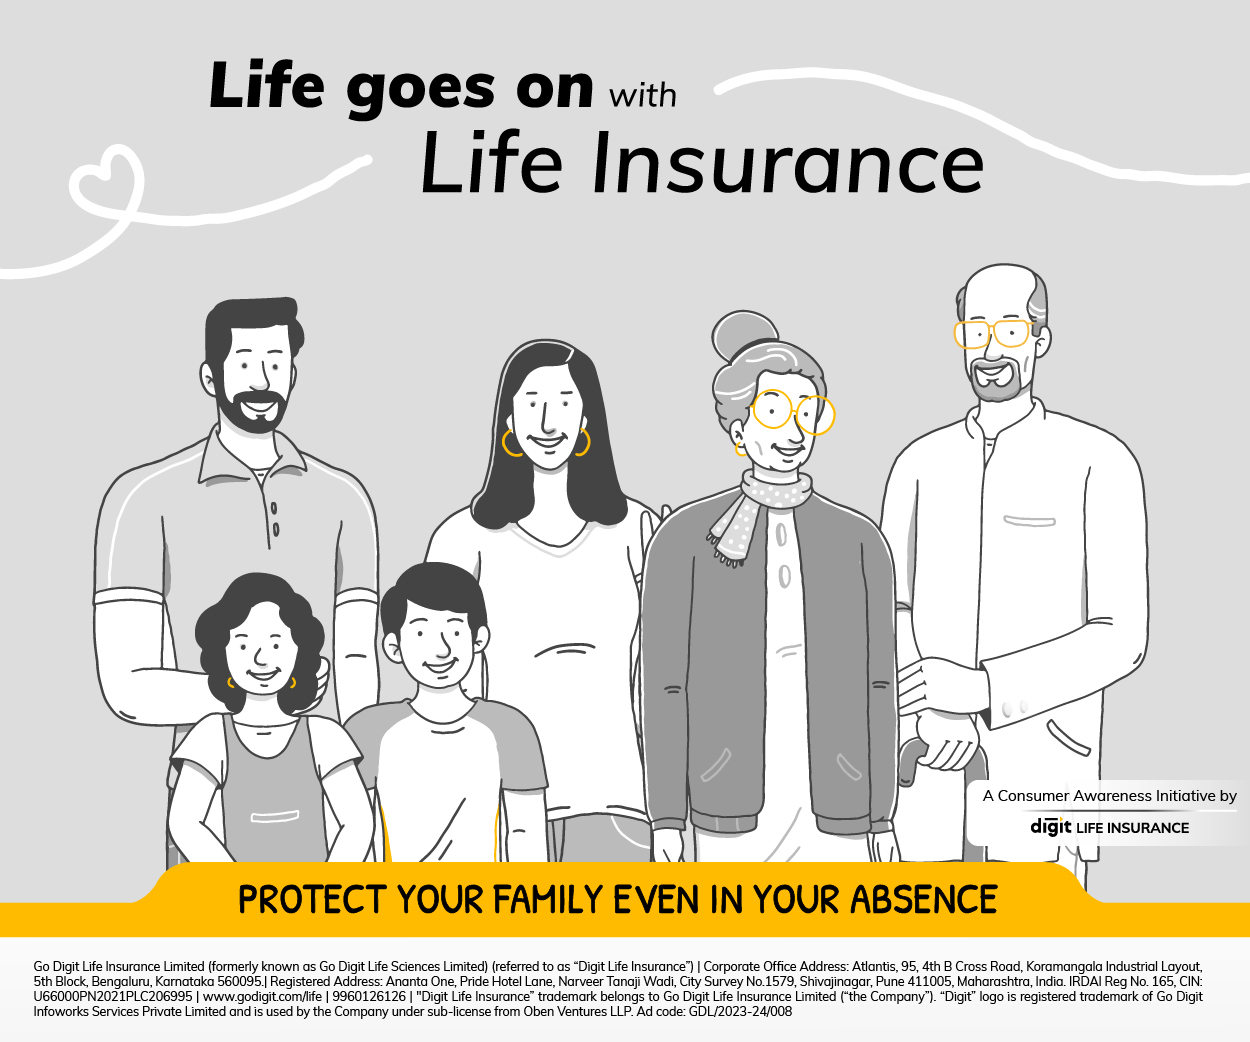 Life goes on with
Life Insurance
A Consumer Awareness Initiative by
digit LIFE INSURANCE
PROTECT YOUR FAMILY EVEN IN YOUR ABSENCE
Go Digit Life Insurance Limited (formerly known as Go Digit Life Sciences Limited) (referred to as “Digit Life Insurance”) | Corporate Office Address: Atlantis, 95, 4th B Cross Road, Koramangala Industrial Layout,
5th Block, Bengaluru, Karnataka 560095.| Registered Address: Ananta One, Pride Hotel Lane, Narveer Tanaji Wadi, City Survey No.1579, Shivajinagar, Pune 411005, Maharashtra, India. IRDAI Reg No. 165, CIN:
U66000PN2021PLC206995 | www.godigit.com/life | 9960126126 | "Digit Life Insurance” trademark belongs to Go Digit Life Insurance Limited (“the Company”). “Digit” logo is registered trademark of Go Digit
Infoworks Services Private Limited and is used by the Company under sub-license from Oben Ventures LLP. Ad code: GDL/2023-24/008